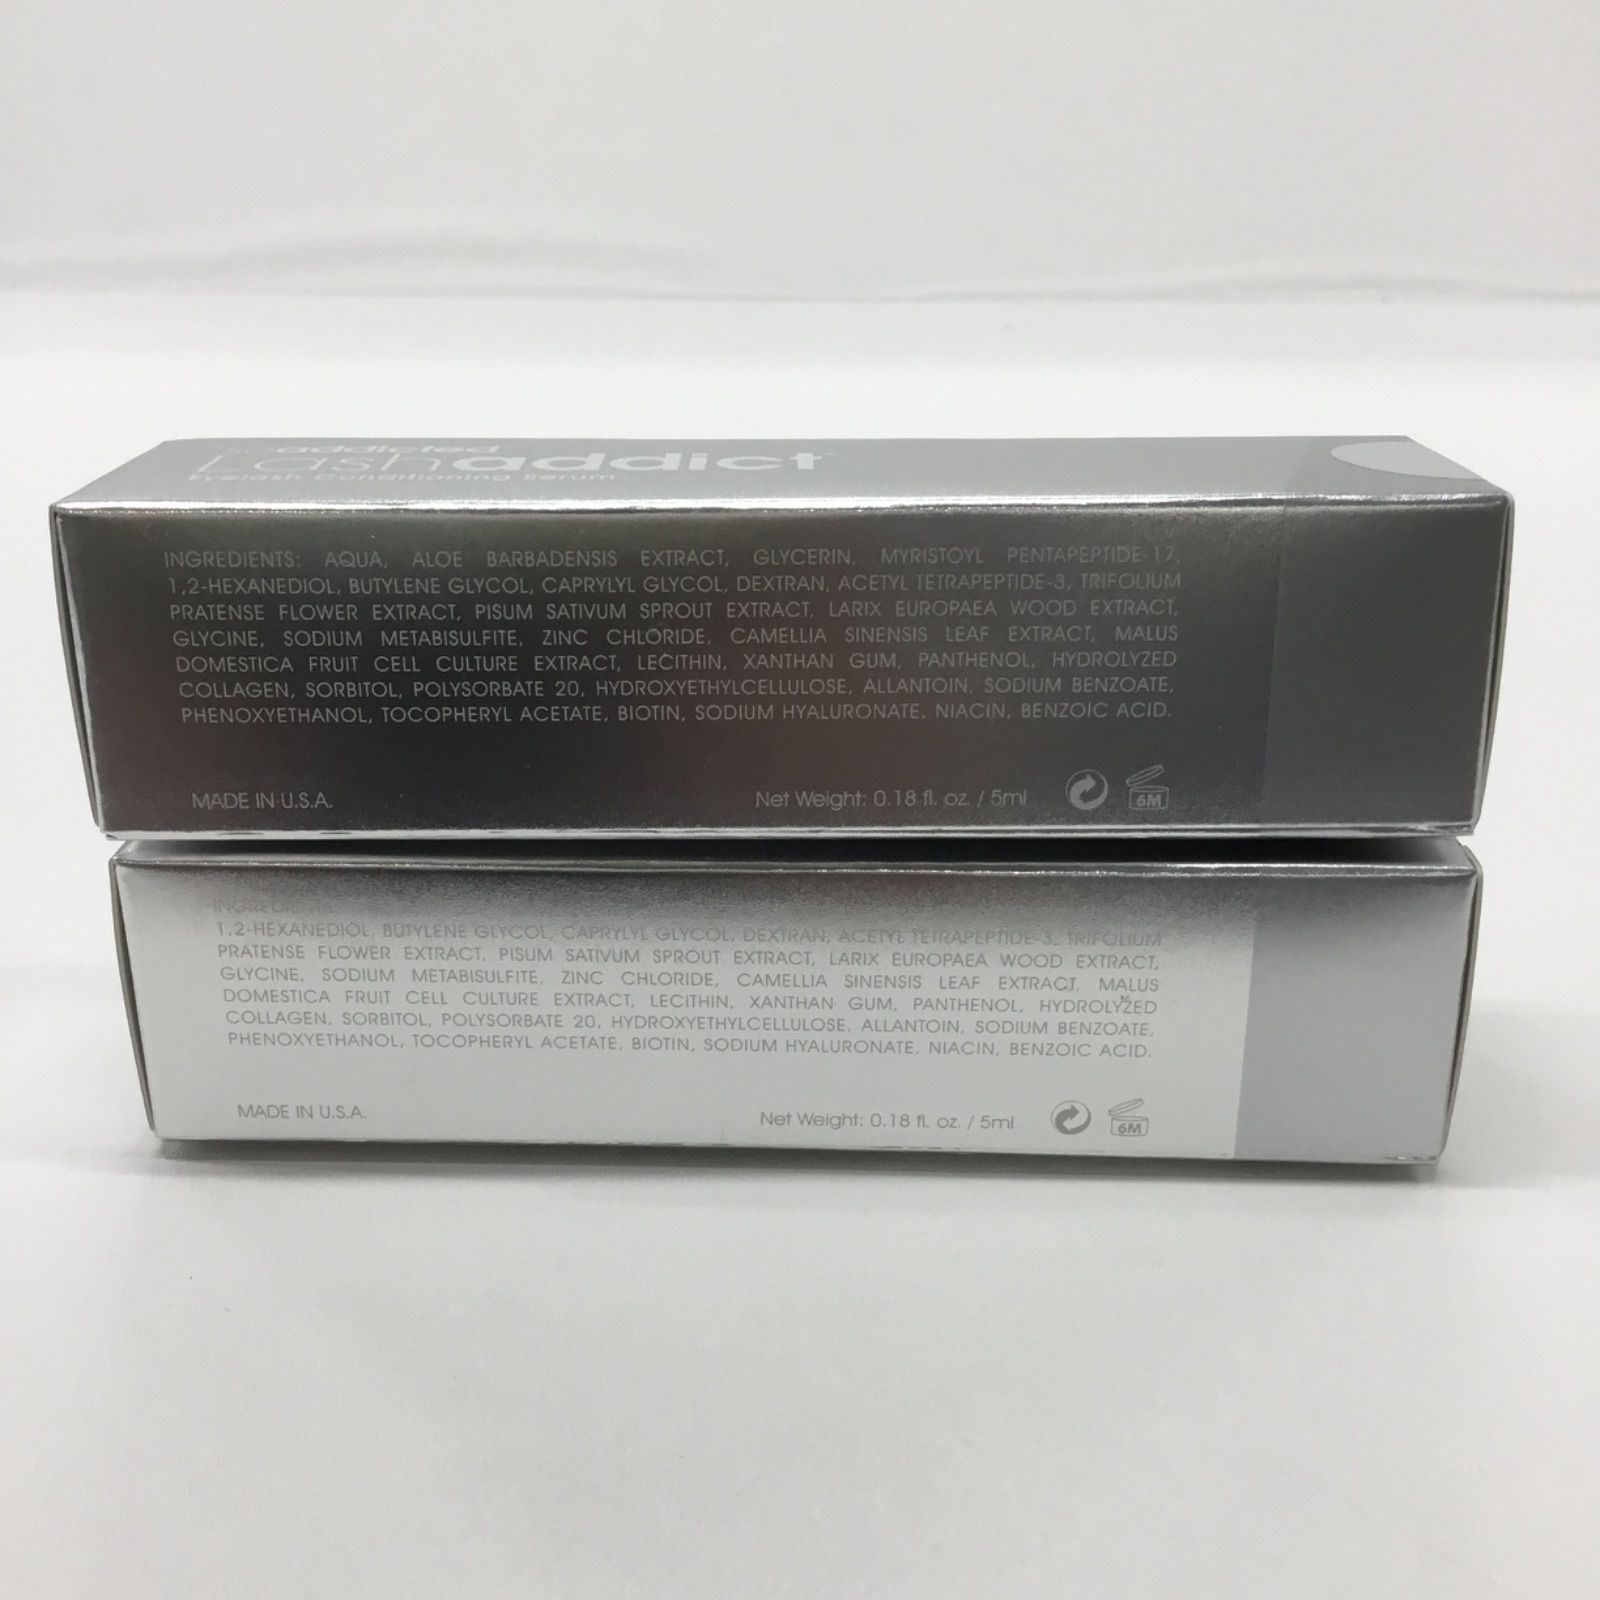 addicted
Lashaddict
Eyelash Conditioning Serum
INGREDIENTS: AQUA, ALOE BARBADENSIS EXTRACT, GLYCERIN, MYRISTOYL PENTAPEPTIDE-17,
1,2-HEXANEDIOL, BUTYLENE GLYCOL, CAPRYLYL GLYCOL, DEXTRAN, ACETYL TETRAPEPTIDE-3, TRIFOLIUM
PRATENSE FLOWER EXTRACT, PISUM SATIVUM SPROUT EXTRACT, LARIX EUROPAEA WOOD EXTRACT,
GLYCINE, SODIUM METABISULFITE, ZINC CHLORIDE, CAMELLIA SINENSIS LEAF EXTRACT, MALUS
DOMESTICA FRUIT CELL CULTURE EXTRACT, LECITHIN, XANTHAN GUM, PANTHENOL, HYDROLYZED
COLLAGEN, SORBITOL, POLYSORBATE 20, HYDROXYETHYLCELLULOSE, ALLANTOIN, SODIUM BENZOATE,
PHENOXYETHANOL, TOCOPHERYL ACETATE, BIOTIN, SODIUM HYALURONATE, NIACIN, BENZOIC ACID.
MADE IN U.S.A.
Net Weight: 0.18 fl. oz. / 5ml
6M
INGREDIENTS:
1,2-HEXANEDIOL, BUTYLENE GLYCOL, CAPRYLYL GLYCOL, DEXTRAN, ACETYL TETRAPEPTIDE-3, TRIFOLIUM
PRATENSE FLOWER EXTRACT, PISUM SATIVUM SPROUT EXTRACT, LARIX EUROPAEA WOOD EXTRACT,
GLYCINE, SODIUM METABISULFITE, ZINC CHLORIDE, CAMELLIA SINENSIS LEAF EXTRACT, MALUS
DOMESTICA FRUIT CELL CULTURE EXTRACT, LECITHIN, XANTHAN GUM, PANTHENOL, HYDROLYZED
COLLAGEN, SORBITOL, POLYSORBATE 20, HYDROXYETHYLCELLULOSE, ALLANTOIN, SODIUM BENZOATE,
PHENOXYETHANOL, TOCOPHERYL ACETATE, BIOTIN, SODIUM HYALURONATE, NIACIN, BENZOIC ACID.
MADE IN U.S.A.
Net Weight: 0.18 fl. oz. / 5ml
6M